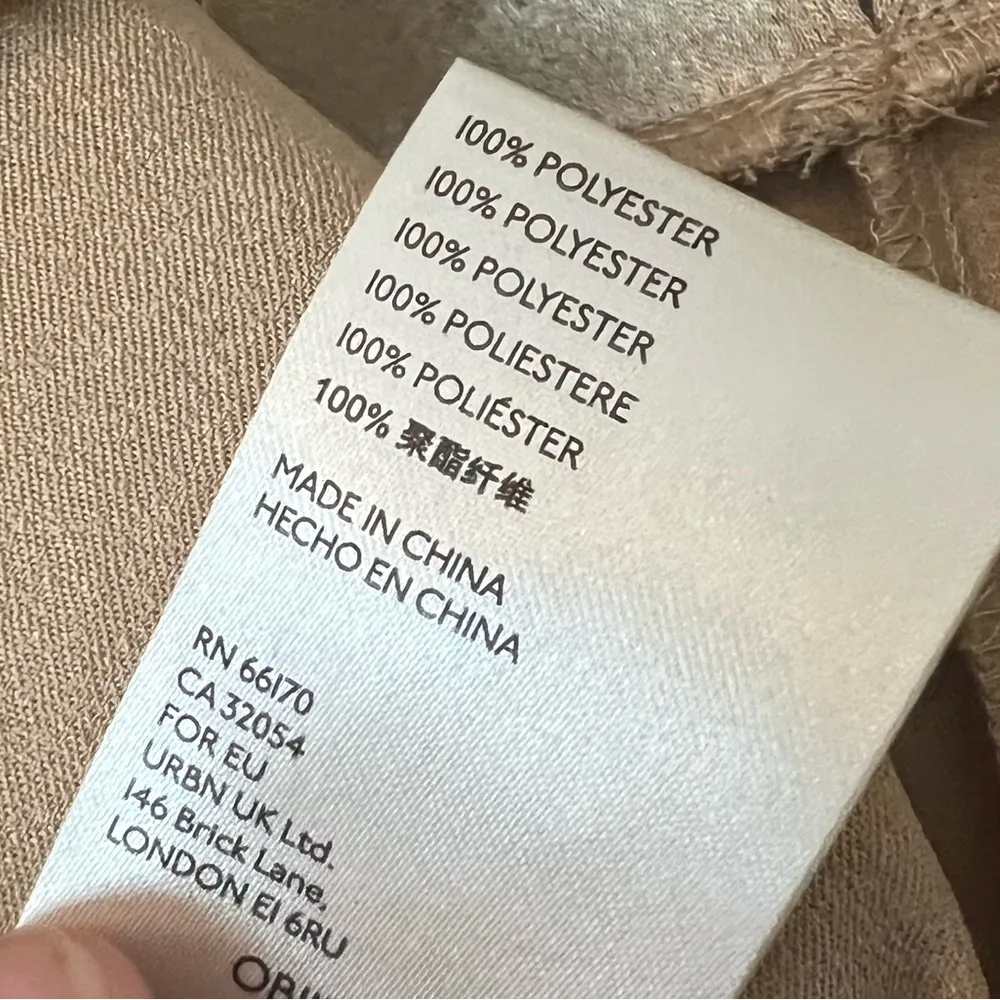 100% POLYESTER
100% POLYESTER
100% POLYESTER
100% POLIESTERE
100% POLIÉSTER
100% 聚酯纤维
MADE IN CHINA
HECHO EN CHINA
RN 66170
CA 32054
FOR EU
URBN UK Ltd.
146 Brick Lane,
LONDON E1 6RU